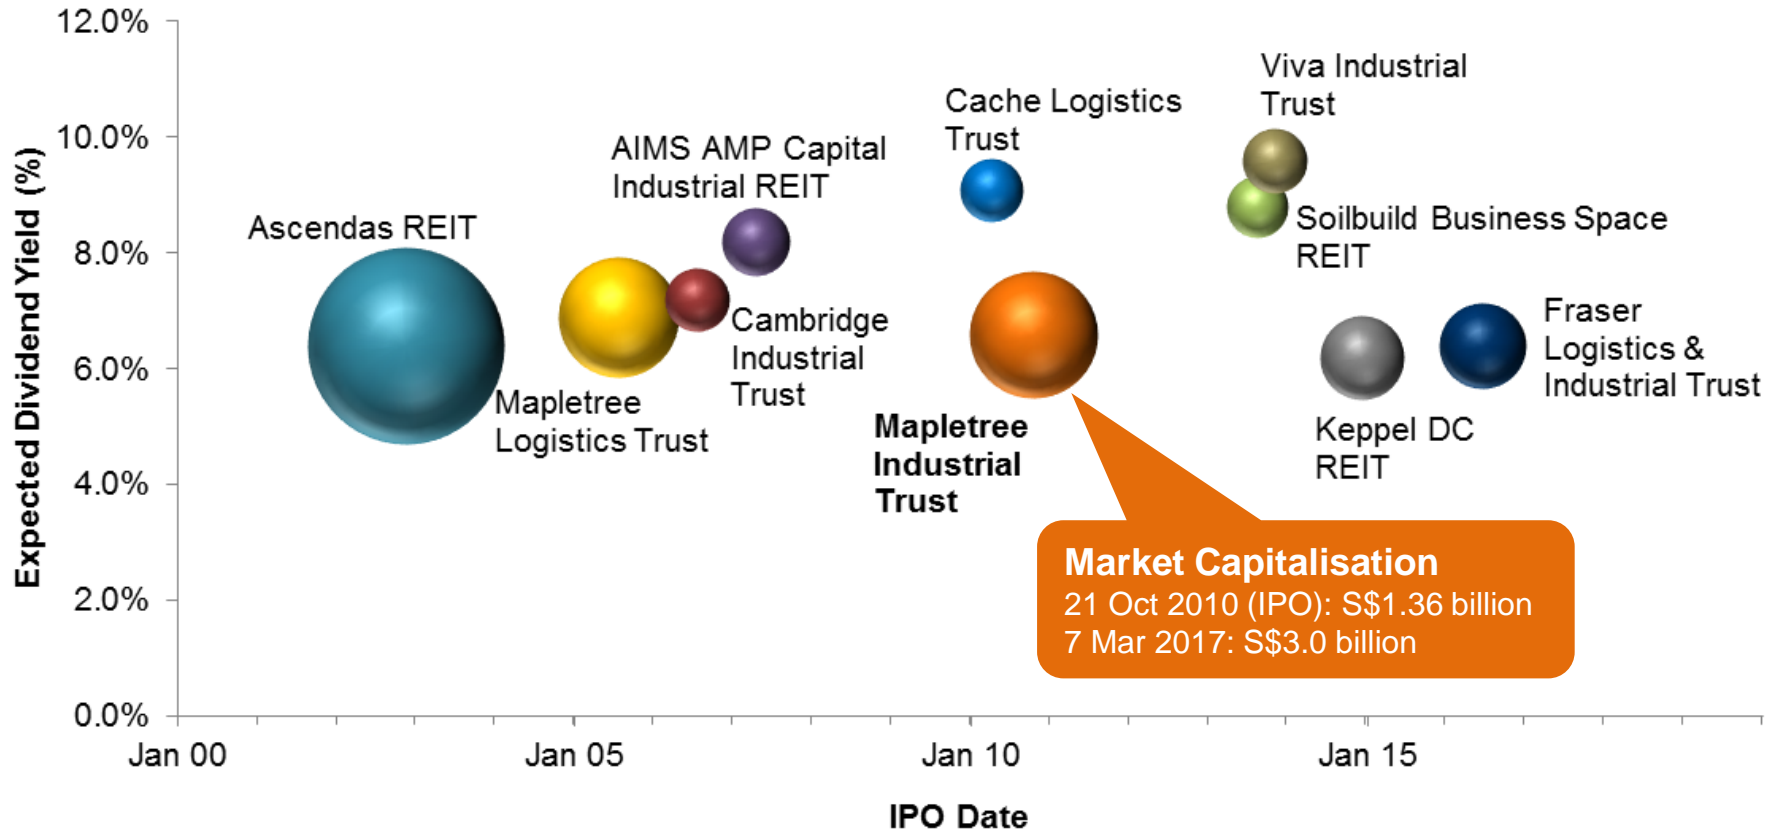 12.0%
10.0%
8.0%
6.0%
4.0%
2.0%
0.0%
Expected Dividend Yield (%)
Ascendas REIT
Mapletree
Logistics Trust
AIMS AMP Capital
Industrial REIT
Cambridge
Industrial
Trust
Cache Logistics
Trust
Mapletree
Industrial
Trust
Viva Industrial
Trust
Soilbuild Business Space
REIT
Keppel DC
REIT
Fraser
Logistics &
Industrial Trust
Market Capitalisation
21 Oct 2010 (IPO): S$1.36 billion
7 Mar 2017: S$3.0 billion
Jan 00
Jan 05
Jan 10
Jan 15
IPO Date